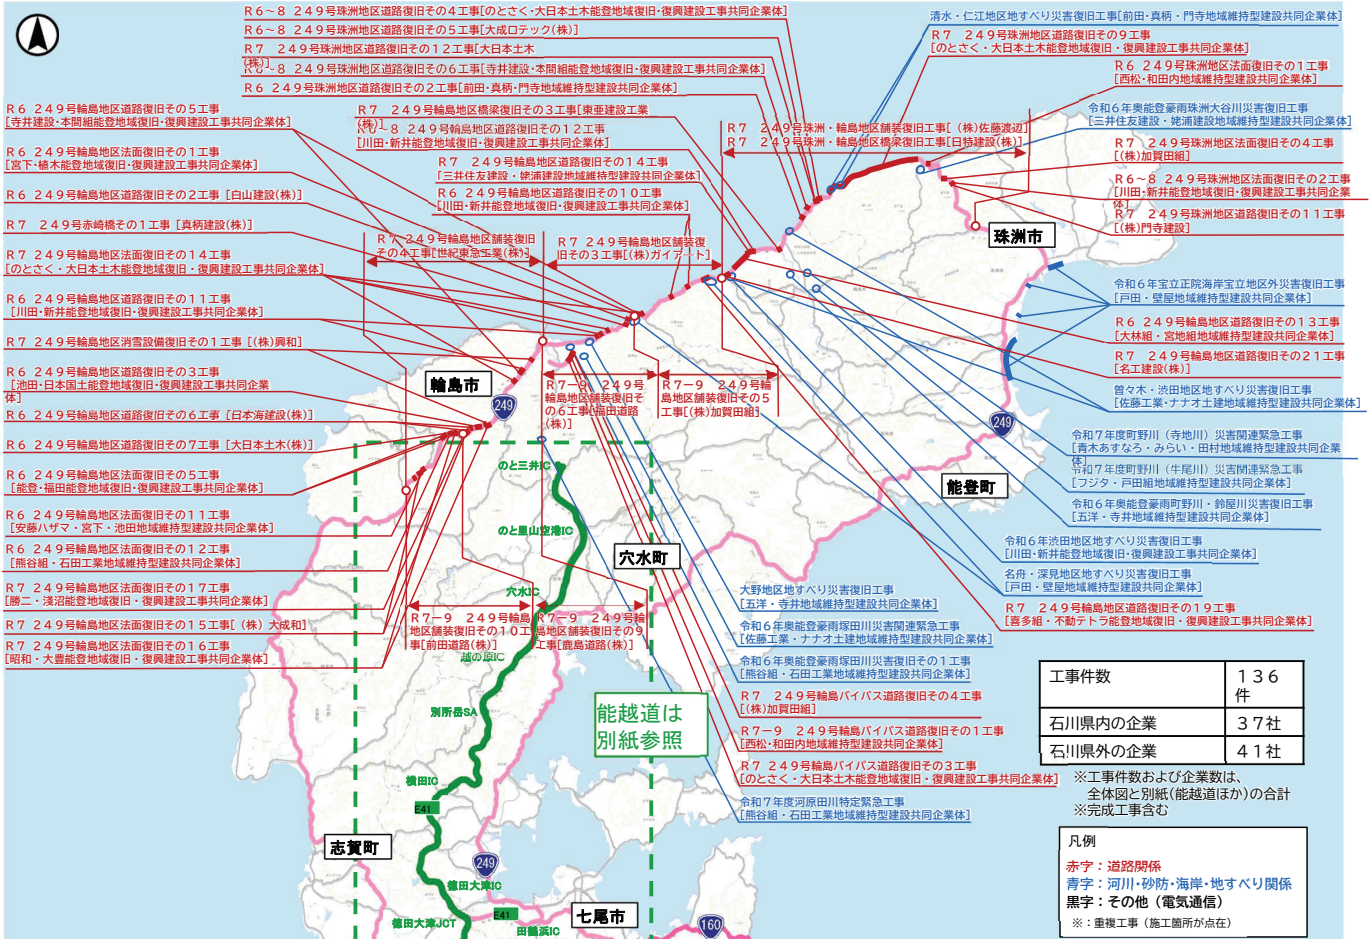 R6～8 249号珠洲地区道路復旧その4工事[のとさく・大日本土木能登地域復旧・復興建設工事共同企業体]
R6～8 249号珠洲地区道路復旧その5工事[大成ロテック(株)]
R7 249号珠洲地区道路復旧その12工事[大日本土木
(株)]
R6～8 249号珠洲地区道路復旧その6工事[寺井建設・本間組能登地域復旧・復興建設工事共同企業体]
R6 249号珠洲地区道路復旧その2工事[前田・真柄・門寺地域維持型建設共同企業体]
清水・仁江地区地すべり災害復旧工事[前田・真柄・門寺地域維持型建設共同企業体]
R7 249号珠洲地区道路復旧その9工事
[のとさく・大日本土木能登地域復旧・復興建設工事共同企業体]
R6 249号珠洲地区法面復旧その1工事
[西松・和田内地域維持型建設共同企業体]
令和6年奥能登豪雨珠洲大谷川災害復旧工事
[三井住友建設・姥浦建設地域維持型建設共同企業体]
R7 249号珠洲地区法面復旧その4工事
[(株)加賀田組]
R6～8 249号珠洲地区法面復旧その2工事
[川田・新井能登地域復旧・復興建設工事共同企業
体]
R7 249号珠洲地区道路復旧その11工事
[(株)門寺建設]
R6 249号輪島地区道路復旧その5工事
[寺井建設・本間組能登地域復旧・復興建設工事共同企業体]
R6 249号輪島地区法面復旧その1工事
[宮下・植木能登地域復旧・復興建設工事共同企業体]
R6 249号輪島地区道路復旧その2工事 [白山建設(株)]
R7 249号赤崎橋その1工事 [真柄建設(株)]
R7 249号輪島地区法面復旧その14工事
[のとさく・大日本土木能登地域復旧・復興建設工事共同企業体]
R6 249号輪島地区道路復旧その11工事
[川田・新井能登地域復旧・復興建設工事共同企業体]
R7 249号輪島地区消雪設備復旧その1工事 [(株)興和]
R6 249号輪島地区道路復旧その3工事
[池田・日本国土能登地域復旧・復興建設工事共同企業
体]
R6 249号輪島地区道路復旧その6工事 [日本海建設(株)]
R6 249号輪島地区道路復旧その7工事 [大日本土木(株)]
R6 249号輪島地区法面復旧その5工事
[能登・福田能登地域復旧・復興建設工事共同企業体]
R6 249号輪島地区法面復旧その11工事
[安藤ハザマ・宮下・池田地域維持型建設共同企業体]
R6 249号輪島地区法面復旧その12工事
[熊谷組・石田工業地域維持型建設共同企業体]
R7 249号輪島地区法面復旧その17工事
[勝二・浅沼能登地域復旧・復興建設工事共同企業体]
R7 249号輪島地区法面復旧その15工事 [(株)大成和]
R7 249号輪島地区法面復旧その16工事
[昭和・大豊能登地域復旧・復興建設工事共同企業体]
R7 249号輪島地区橋梁復旧その3工事[東亜建設工業
(株)]
R6～8 249号輪島地区道路復旧その12工事
[川田・新井能登地域復旧・復興建設工事共同企業体]
R7 249号輪島地区道路復旧その14工事
[三井住友建設・姥浦建設地域維持型建設共同企業体]
R6 249号輪島地区道路復旧その10工事
[川田・新井能登地域復旧・復興建設工事共同企業体]
R7 249号珠洲・輪島地区舗装復旧工事[(株)佐藤渡辺]
R7 249号珠洲・輪島地区橋梁復旧工事[日特建設(株)]
R7 249号輪島地区舗装復旧
その4工事[世紀東急工業(株)]
R7 249号輪島地区舗装復
旧その3工事[(株)ガイアート]
R7－9 249号
輪島地区舗装復旧そ
の6工事[福田道路
(株)]
R7－9 249号輪
島地区舗装復旧その5
工事[(株)加賀田組]
R7－9 249号輪島
地区舗装復旧その10工
事[前田道路(株)]
R7－9 249号輪
島地区舗装復旧その9
工事[鹿島道路(株)]
令和6年宝立正院海岸宝立地区外災害復旧工事
[戸田・壁屋地域維持型建設共同企業体]
R6 249号輪島地区道路復旧その13工事
[大林組・宮地組地域維持型建設共同企業体]
R7 249号輪島地区道路復旧その21工事
[名工建設(株)]
曽々木・渋田地区地すべり災害復旧工事
[佐藤工業・ナナオ土建地域維持型建設共同企業体]
令和7年度町野川(寺地川)災害関連緊急工事
[青木あすなろ・みらい・田村地域維持型建設共同企業
体]
令和7年度町野川(牛尾川)災害関連緊急工事
[フジタ・戸田組地域維持型建設共同企業体]
令和6年奥能登豪雨町野川・鈴屋川災害復旧工事
[五洋・寺井地域維持型建設共同企業体]
令和6年渋田地区地すべり災害復旧工事
[川田・新井能登地域復旧・復興建設工事共同企業体]
名舟・深見地区地すべり災害復旧工事
[戸田・壁屋地域維持型建設共同企業体]
R7 249号輪島地区道路復旧その19工事
[喜多組・不動テトラ能登地域復旧・復興建設工事共同企業体]
大野地区地すべり災害復旧工事
[五洋・寺井地域維持型建設共同企業体]
令和6年奥能登豪雨塚田川災害関連緊急工事
[佐藤工業・ナナオ土建地域維持型建設共同企業体]
令和6年奥能登豪雨塚田川災害復旧その1工事
[熊谷組・石田工業地域維持型建設共同企業体]
R7 249号輪島バイパス道路復旧その4工事
[(株)加賀田組]
R7－9 249号輪島バイパス道路復旧その1工事
[西松・和田内地域維持型建設共同企業体]
R7 249号輪島バイパス道路復旧その3工事
[のとさく・大日本土木能登地域復旧・復興建設工事共同企業体]
令和7年度河原田川特定緊急工事
[熊谷組・石田工業地域維持型建設共同企業体]
珠洲市
輪島市
能登町
穴水町
志賀町
七尾市
249
249
249
160
のと三井IC
のと里山空港IC
穴水IC
越の原IC
別所岳SA
横田IC
E41
徳田大津IC
徳田大津JCT
E41
田鶴浜IC
能越道は
別紙参照
工事件数 136件
石川県内の企業 37社
石川県外の企業 41社
※工事件数および企業数は、
全体図と別紙(能越道ほか)の合計
※完成工事含む
凡例
赤字：道路関係
青字：河川・砂防・海岸・地すべり関係
黒字：その他（電気通信）
※：重複工事（施工箇所が点在）